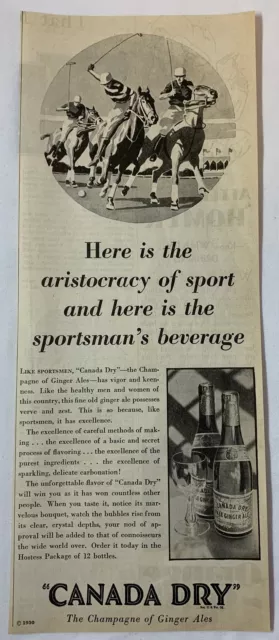 Here is the
aristocracy of sport
and here is the
sportsman's beverage
LIKE SPORTSMEN, "Canada Dry"—the Cham-
pagne of Ginger Ales—has vigor and keen-
ness. Like the healthy men and women of
this country, this fine old ginger ale possesses
verve and zest. This is so because, like
sportsmen, it has excellence.
The excellence of careful methods of mak-
ing . . . the excellence of a basic and secret
process of flavoring . . . the excellence of the
purest ingredients . . . the excellence of
sparkling, delicate carbonation!
The unforgettable flavor of "Canada Dry"
will win you as it has won countless other
people. When you taste it, notice its mar-
velous bouquet, watch the bubbles rise from
its clear, crystal depths, your nod of ap-
proval will be added to that of connoisseurs
the wide world over. Order it today in the
Hostess Package of 12 bottles.
CANADA DRY
GINGER ALE
"CANADA DRY"
The Champagne of Ginger Ales
© 1930